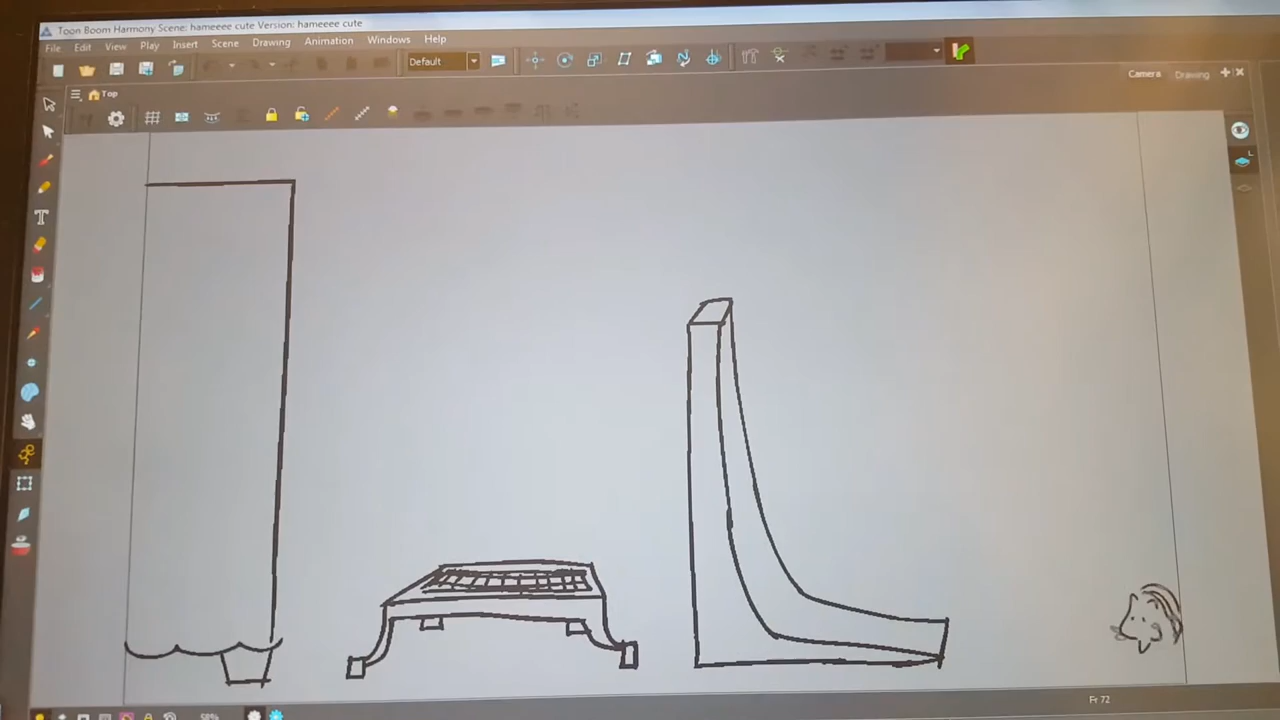 Toon Boom Harmony Scene: hameeee cute Version: hameeee cute
File Edit View Play Insert Scene Drawing Animation Windows Help
Default
Camera Drawing
Top
T
L
Fr 72
50%